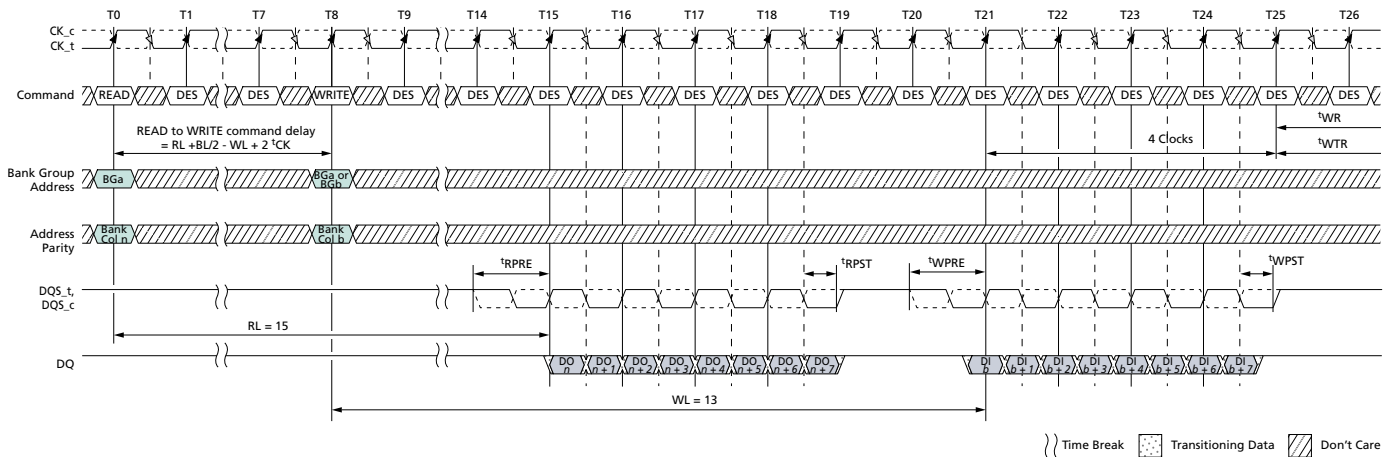 T0 T1 T7 T8 T9 T14 T15 T16 T17 T18 T19 T20 T21 T22 T23 T24 T25 T26
CK_c
CK_t
Command READ DES DES WRITE DES DES DES DES DES DES DES DES DES DES DES DES DES DES
tWR
READ to WRITE command delay
= RL +BL/2 - WL + 2 tCK
4 Clocks
tWTR
Bank Group
Address
BGa
BGa or
BGb
Address
Parity
Bank
Col n
Bank
Col b
tRPRE tRPST tWPRE tWPST
DQS_t,
DQS_c
RL = 15
DQ
DO
n
DO
n + 1
DO
n + 2
DO
n + 3
DO
n + 4
DO
n + 5
DO
n + 6
DO
n + 7
DI
b
DI
b + 1
DI
b + 2
DI
b + 3
DI
b + 4
DI
b + 5
DI
b + 6
DI
b + 7
WL = 13
Time Break Transitioning Data Don't Care